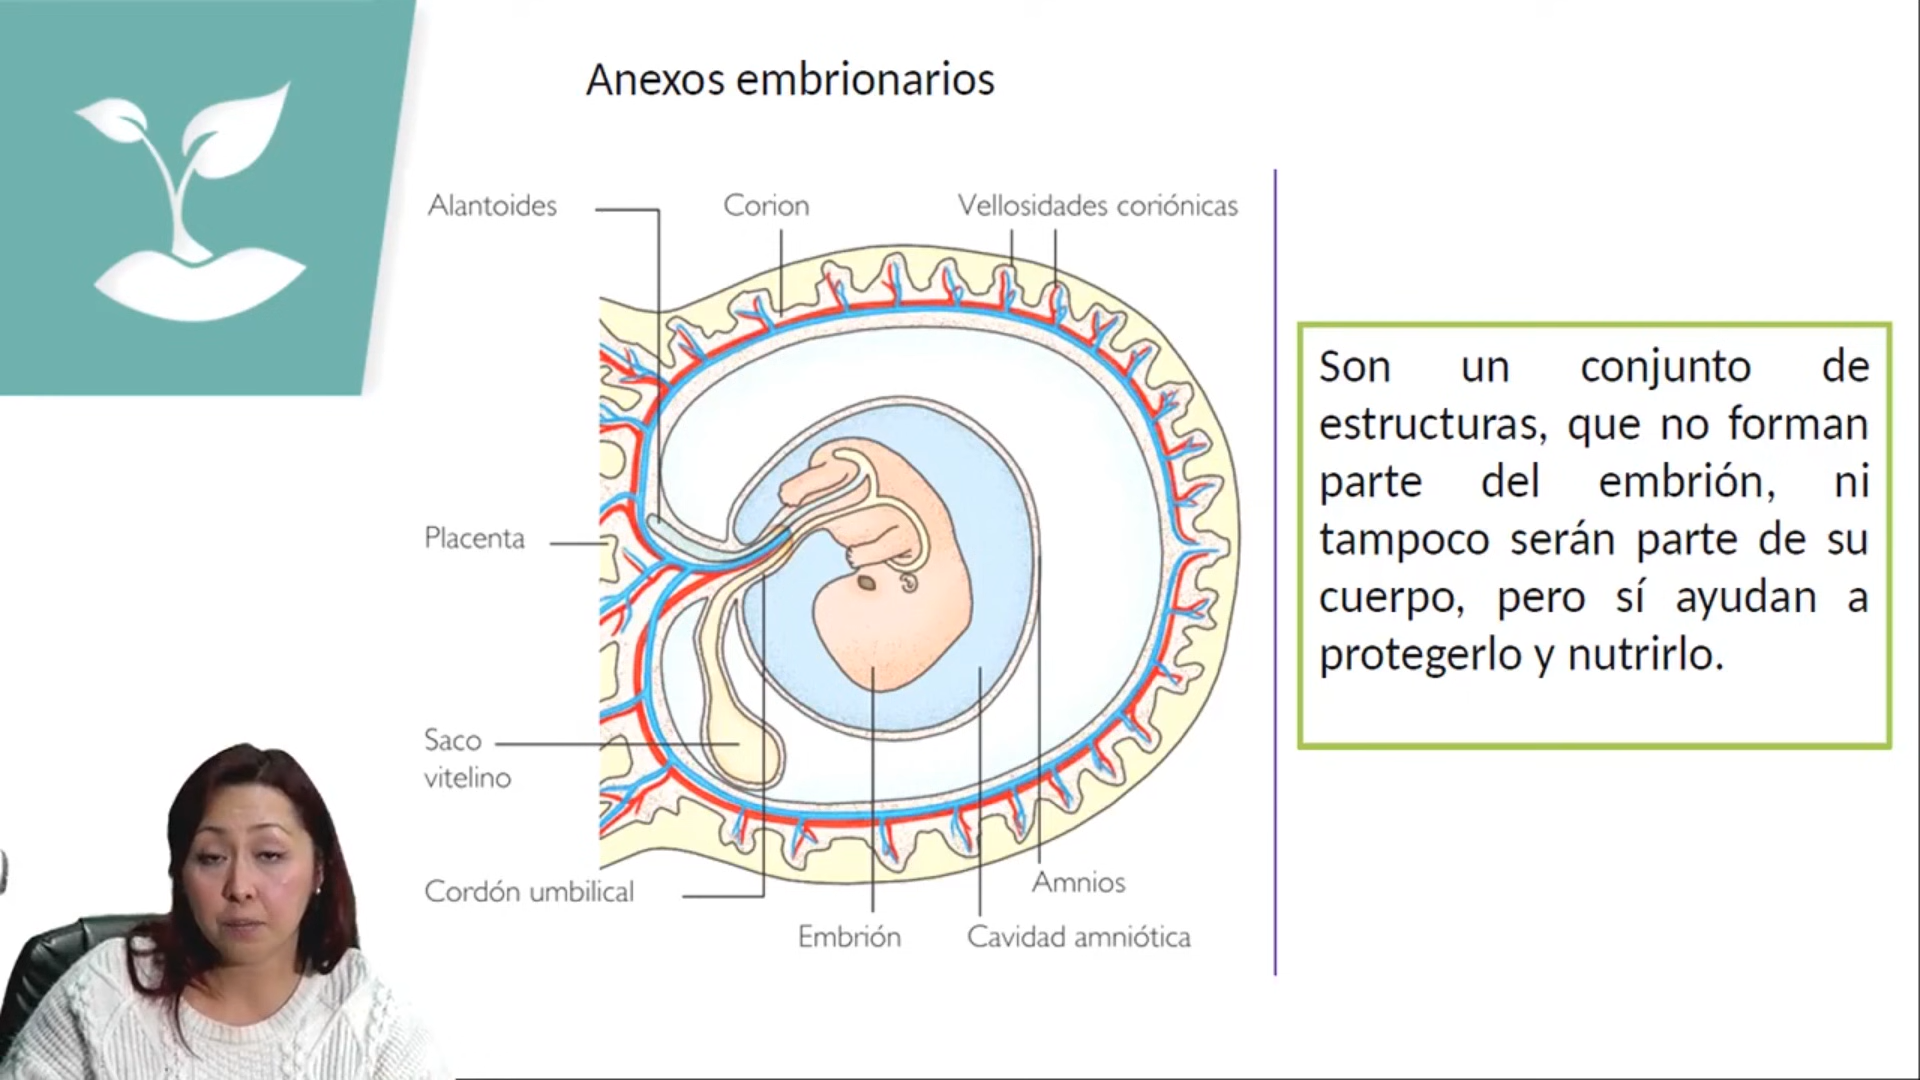 Anexos embrionarios
Alantoides
Corion
Vellosidades coriónicas
Placenta
Saco
vitelino
Cordón umbilical
Embrión
Amnios
Cavidad amniótica
Son un conjunto de
estructuras, que no forman
parte del embrión, ni
tampoco serán parte de su
cuerpo, pero sí ayudan a
protegerlo y nutrirlo.